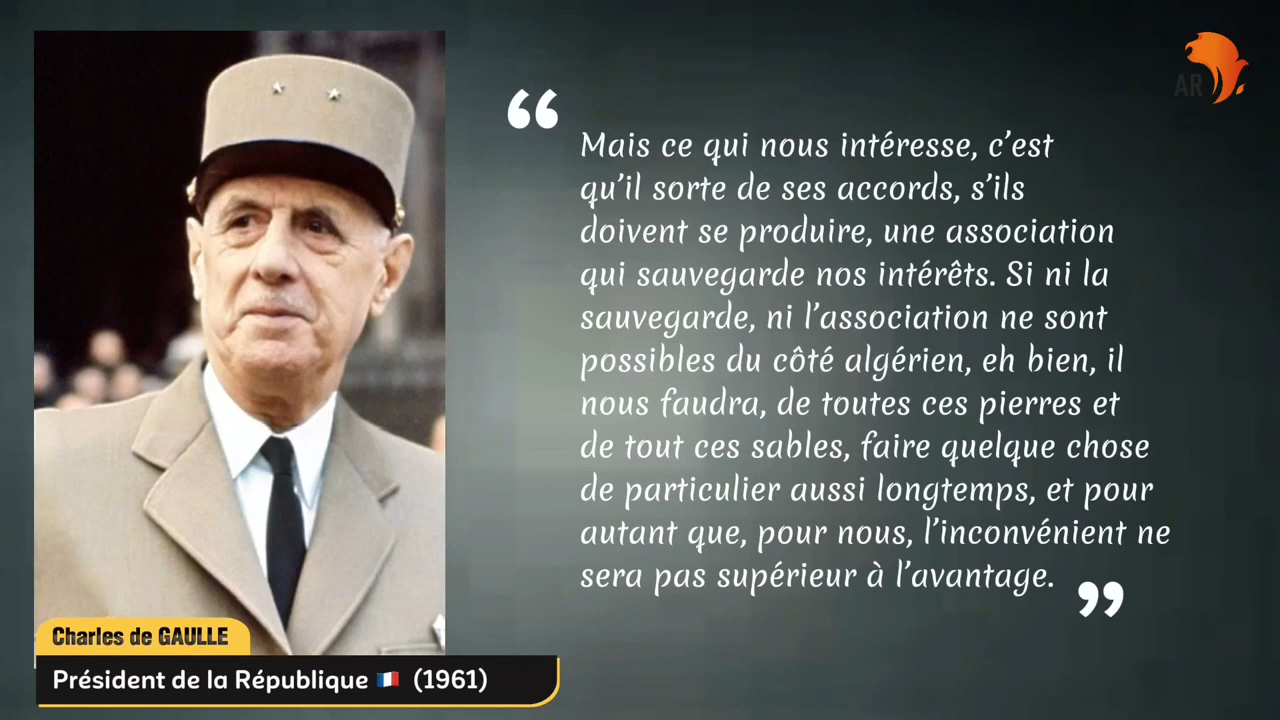 AR
“
Mais ce qui nous intéresse, c’est
qu’il sorte de ses accords, s’ils
doivent se produire, une association
qui sauvegarde nos intérêts. Si ni la
sauvegarde, ni l’association ne sont
possibles du côté algérien, eh bien, il
nous faudra, de toutes ces pierres et
de tout ces sables, faire quelque chose
de particulier aussi longtemps, et pour
autant que, pour nous, l’inconvénient ne
sera pas supérieur à l’avantage.
”
Charles de GAULLE
Président de la République (1961)